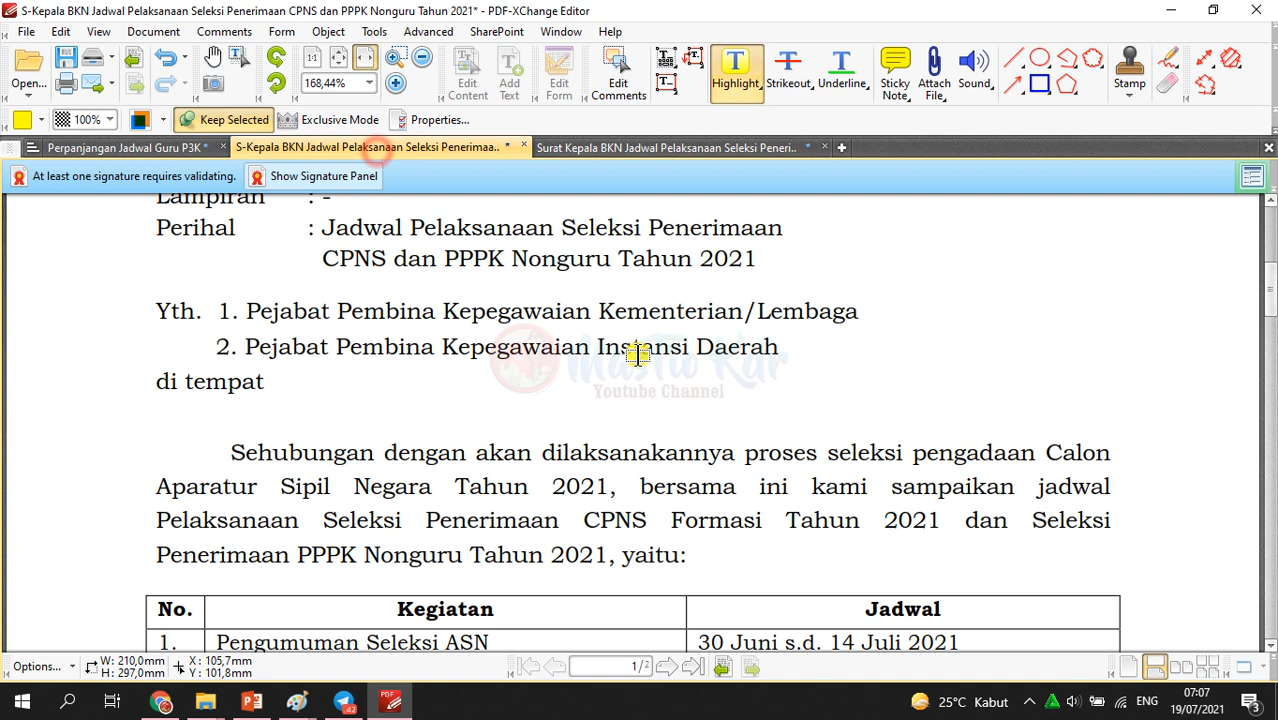 S-Kepala BKN Jadwal Pelaksanaan Seleksi Penerimaan CPNS dan PPPK Nonguru Tahun 2021* - PDF-XChange Editor
File Edit View Document Comments Form Object Tools Advanced SharePoint Window Help
Open...
168,44%
Edit Content
Add Text
Edit Form
Edit Comments
Highlight
Strikeout
Underline
Sticky Note
Attach File
Sound
Stamp
100%
Keep Selected
Exclusive Mode
Properties...
Perpanjangan Jadwal Guru P3K *
S-Kepala BKN Jadwal Pelaksanaan Seleksi Penerimaa.. *
Surat Kepala BKN Jadwal Pelaksanaan Seleksi Peneri.. *
At least one signature requires validating.
Show Signature Panel
Lampiran : -
Perihal : Jadwal Pelaksanaan Seleksi Penerimaan
CPNS dan PPPK Nonguru Tahun 2021
Yth. 1. Pejabat Pembina Kepegawaian Kementerian/Lembaga
2. Pejabat Pembina Kepegawaian Instansi Daerah
di tempat
Mastu Kar
Youtube Channel
Sehubungan dengan akan dilaksanakannya proses seleksi pengadaan Calon
Aparatur Sipil Negara Tahun 2021, bersama ini kami sampaikan jadwal
Pelaksanaan Seleksi Penerimaan CPNS Formasi Tahun 2021 dan Seleksi
Penerimaan PPPK Nonguru Tahun 2021, yaitu:
No. Kegiatan Jadwal
1. Pengumuman Seleksi ASN 30 Juni s.d. 14 Juli 2021
Options...
W: 210,0mm
H: 297,0mm
X: 105,7mm
Y: 101,8mm
1/2
42
PDF
25°C Kabut
ENG
07:07
19/07/2021
3